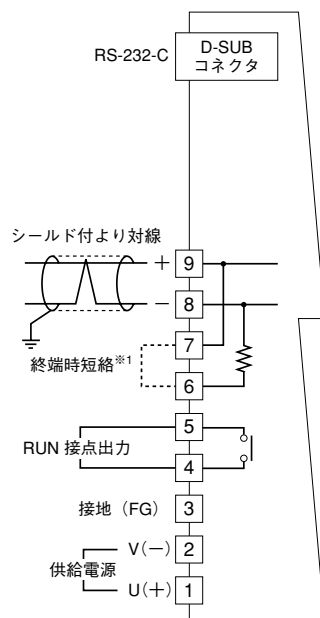 RS-232-C
D-SUB
コネクタ
シールド付より対線
＋ 9
− 8
7
終端時短絡※1
6
5
RUN 接点出力
4
接地（FG） 3
V（−） 2
供給電源
U（＋） 1